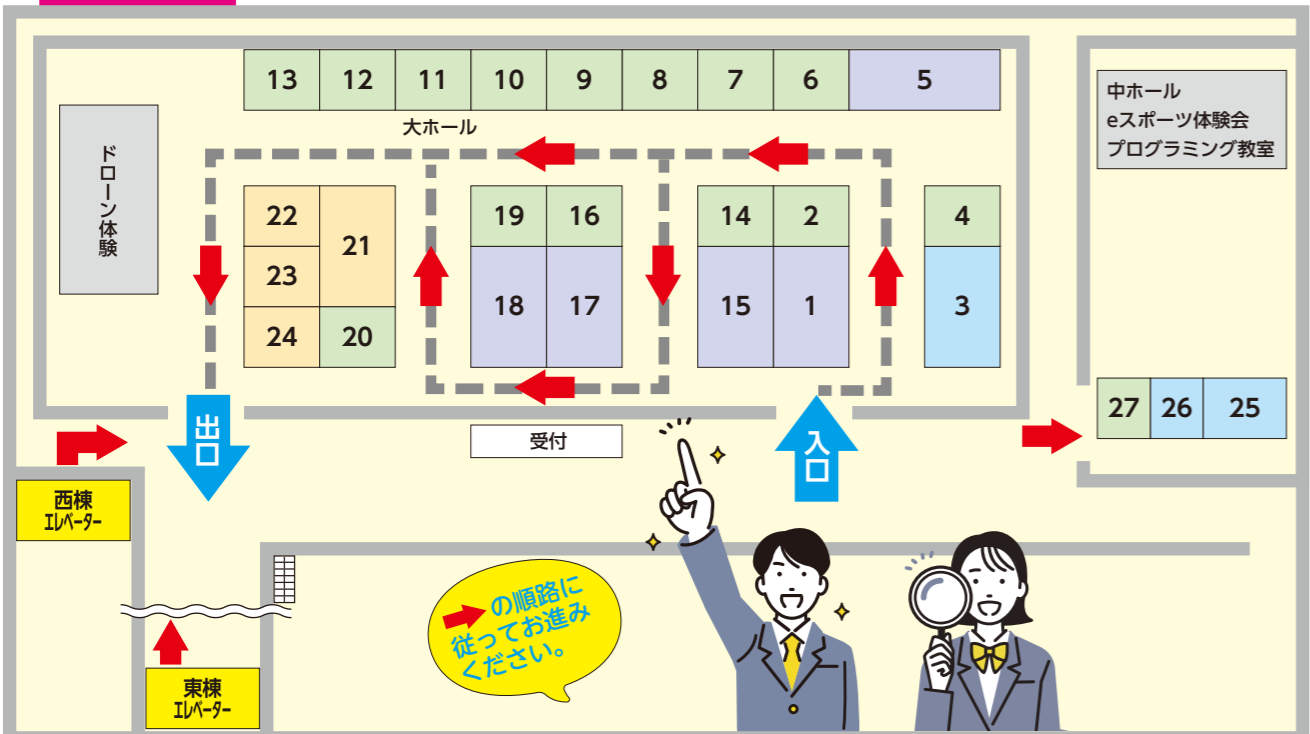 13
12
11
10
9
8
7
6
5
大ホール
中ホール
eスポーツ体験会
プログラミング教室
ドローン体験
22
21
23
24
20
19
16
18
17
14
2
15
1
4
3
27
26
25
出口
受付
入口
西棟
エレベーター
東棟
エレベーター
の順路に
従ってお進み
ください。